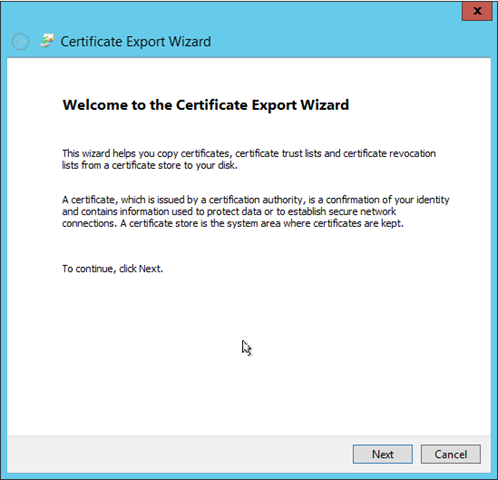 x
Certificate Export Wizard
Welcome to the Certificate Export Wizard
This wizard helps you copy certificates, certificate trust lists and certificate revocation
lists from a certificate store to your disk.
A certificate, which is issued by a certification authority, is a confirmation of your identity
and contains information used to protect data or to establish secure network
connections. A certificate store is the system area where certificates are kept.
To continue, click Next.
Next Cancel